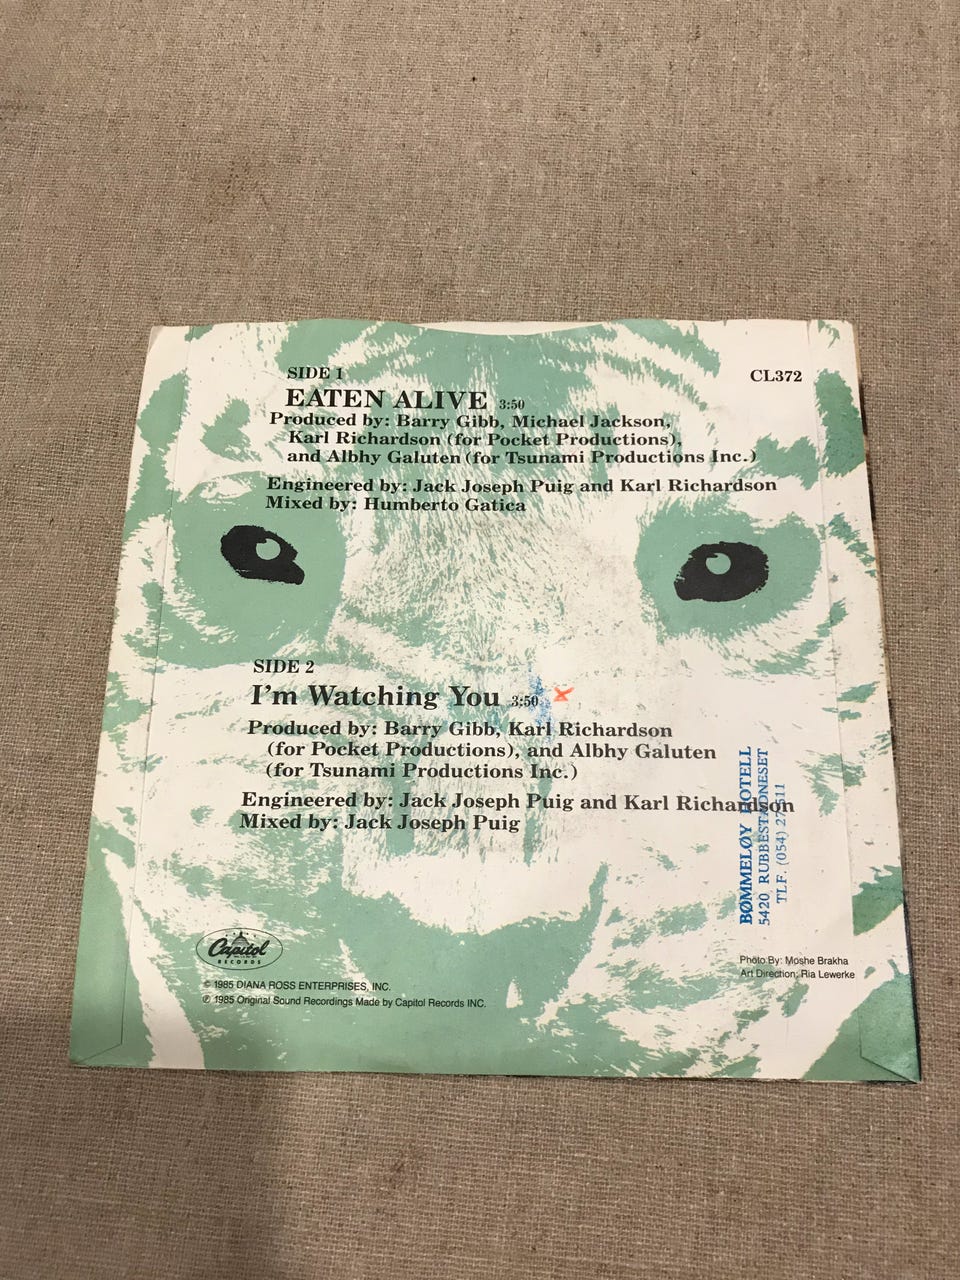 SIDE 1
CL372
EATEN ALIVE 3:50
Produced by: Barry Gibb, Michael Jackson,
Karl Richardson (for Pocket Productions),
and Albhy Galuten (for Tsunami Productions Inc.)
Engineered by: Jack Joseph Puig and Karl Richardson
Mixed by: Humberto Gatica
SIDE 2
I'm Watching You 3:50
Produced by: Barry Gibb, Karl Richardson
(for Pocket Productions), and Albhy Galuten
(for Tsunami Productions Inc.)
Engineered by: Jack Joseph Puig and Karl Richardson
Mixed by: Jack Joseph Puig
BØMMELØY HOTELL
5420 RUBBESTADNESET
TLF. (054)
Capitol
RECORDS
Photo By: Moshe Brakha
Art Direction: Ria Lewerke
© 1985 DIANA ROSS ENTERPRISES, INC.
℗ 1985 Original Sound Recordings Made by Capitol Records INC.